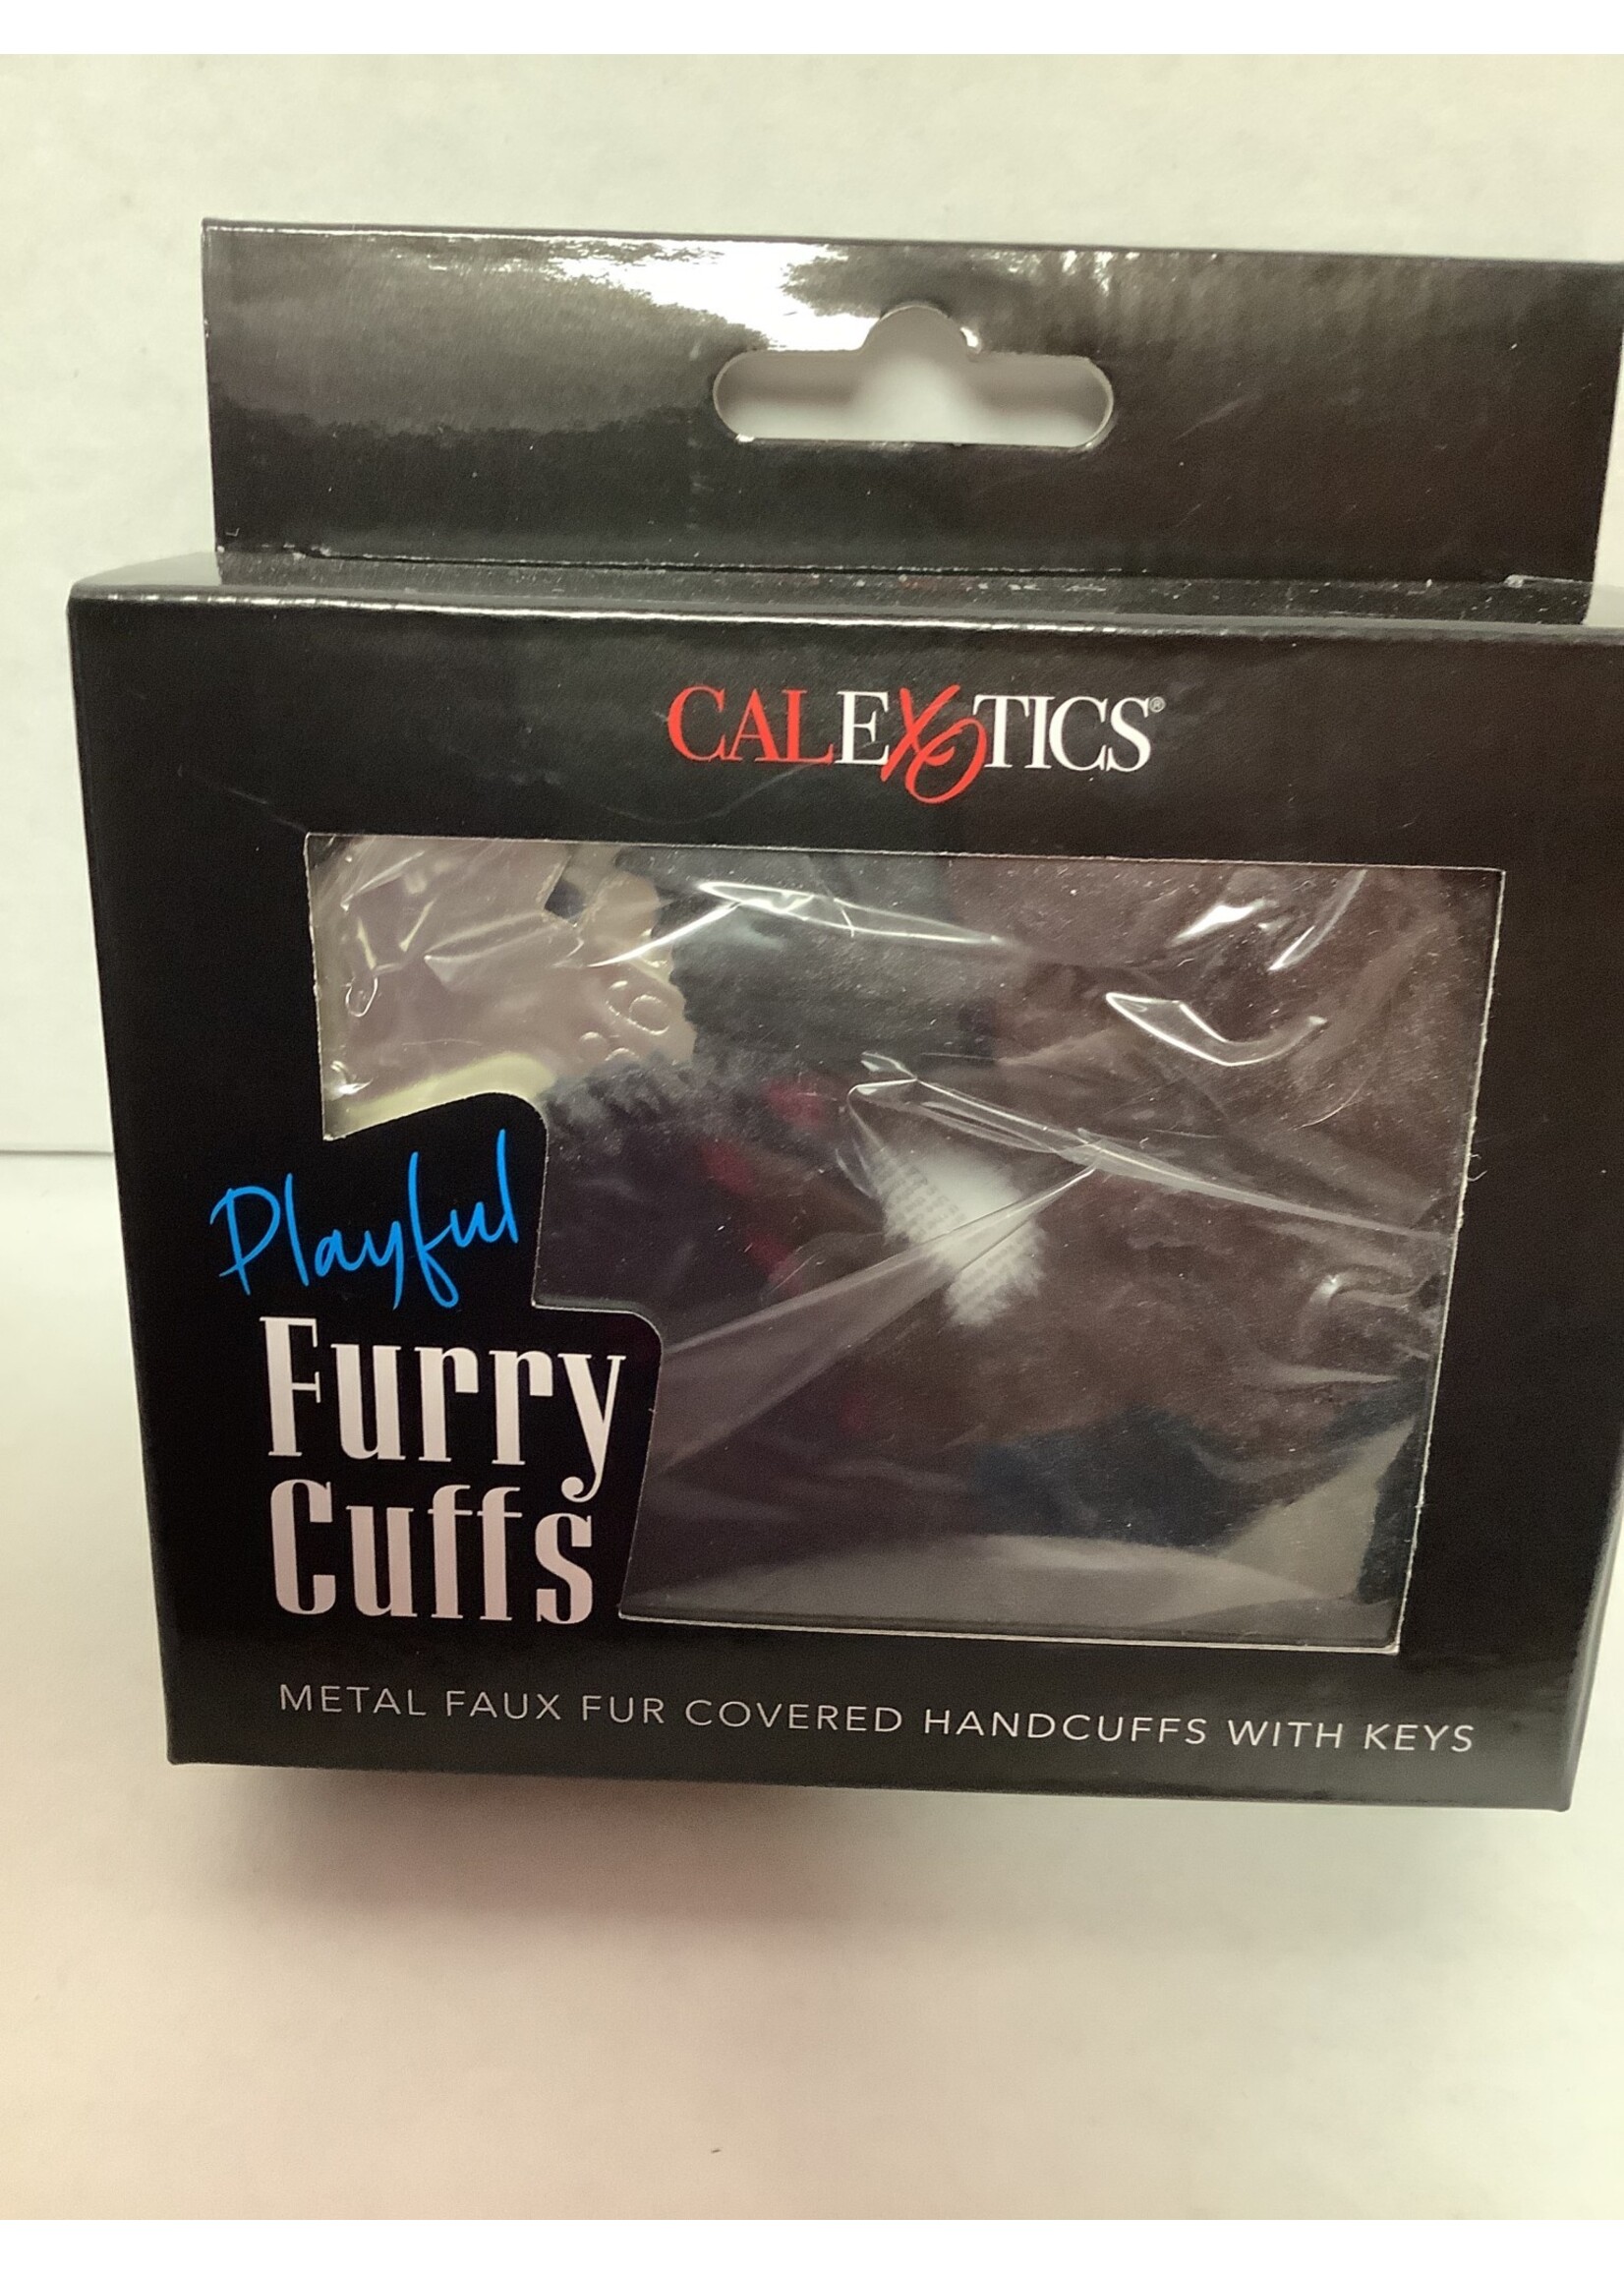 CALEXOTICS®
Playful
Furry
Cuffs
METAL FAUX FUR COVERED HANDCUFFS WITH KEYS